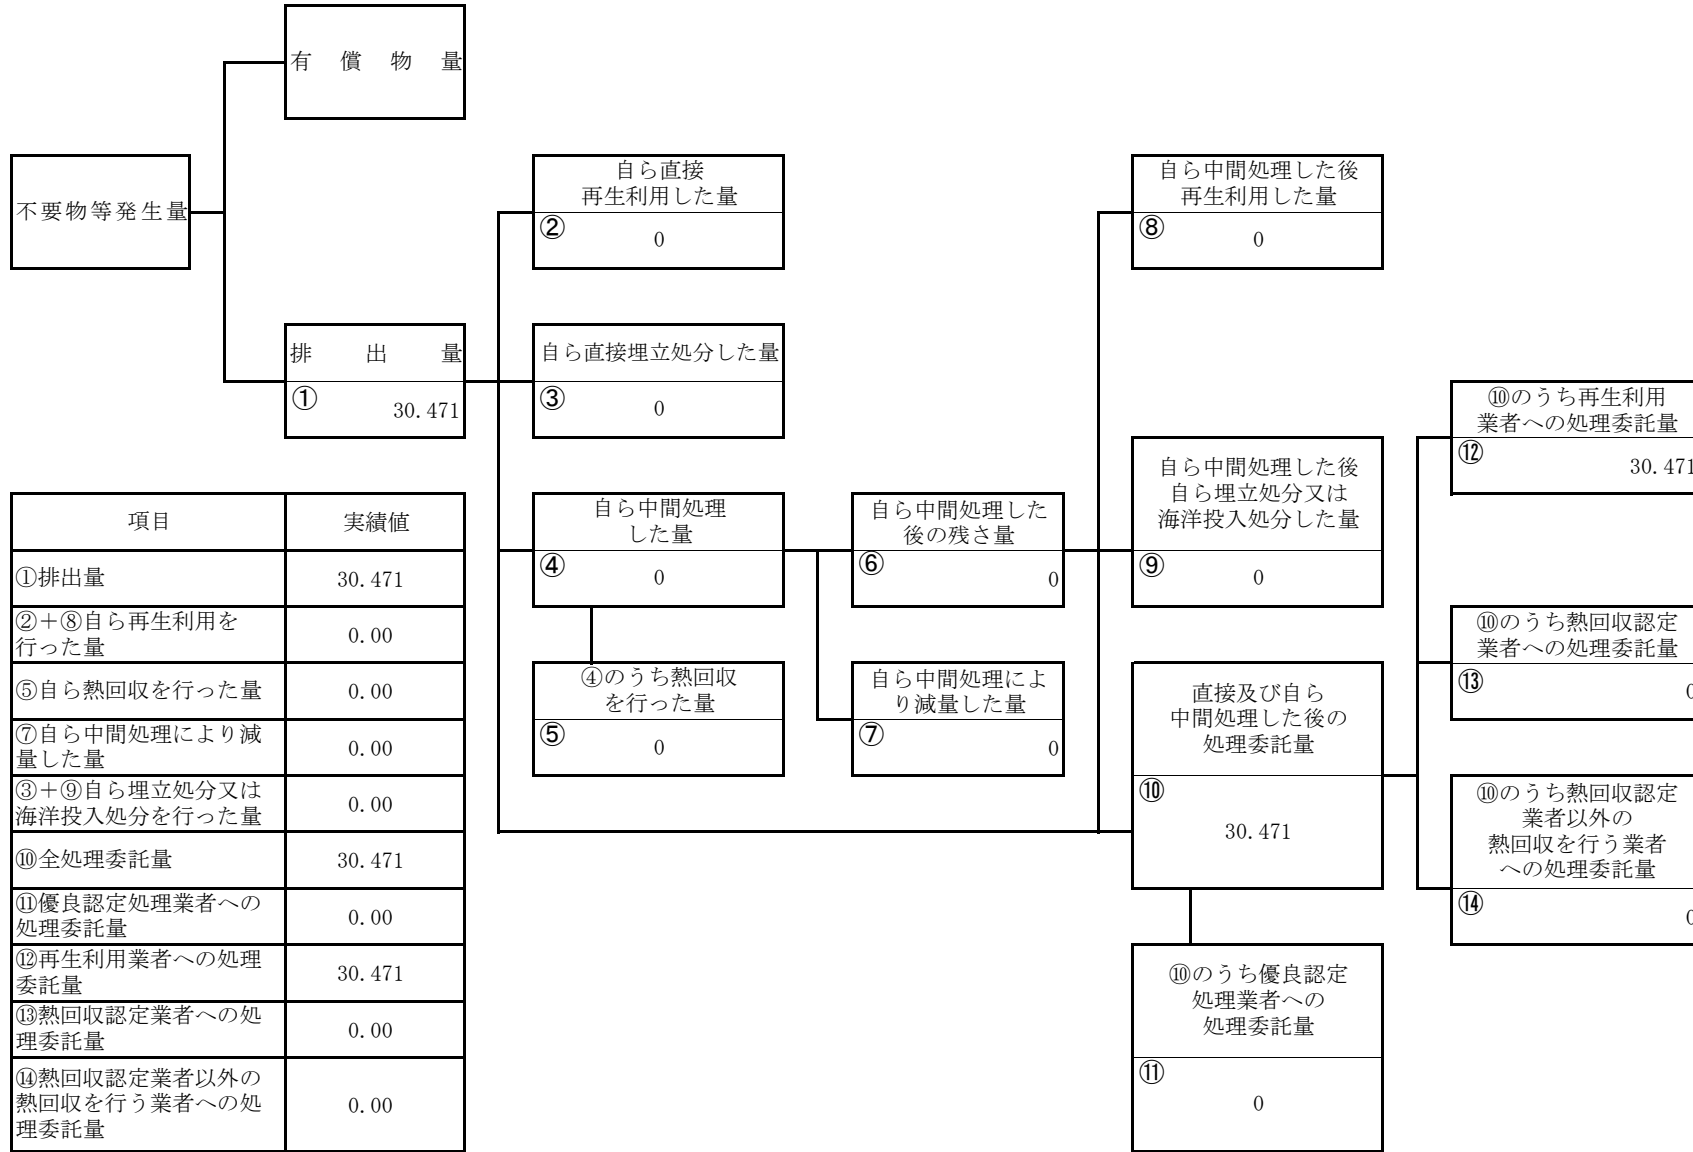 有償物量
不要物等発生量
自ら直接
再生利用した量
②
0
自ら中間処理した後
再生利用した量
⑧
0
排出量
①
30.471
自ら直接埋立処分した量
③
0
⑩のうち再生利用
業者への処理委託量
⑫
30.471
自ら中間処理
した量
④
0
自ら中間処理した
後の残さ量
⑥
0
自ら中間処理した後
自ら埋立処分又は
海洋投入処分した量
⑨
0
⑩のうち熱回収認定
業者への処理委託量
⑬
0
④のうち熱回収
を行った量
⑤
0
自ら中間処理によ
り減量した量
⑦
0
直接及び自ら
中間処理した後の
処理委託量
⑩
30.471
⑩のうち熱回収認定
業者以外の
熱回収を行う業者
への処理委託量
⑭
0
⑩のうち優良認定
処理業者への
処理委託量
⑪
0
項目 実績値
①排出量 30.471
②＋⑧自ら再生利用を
行った量 0.00
⑤自ら熱回収を行った量 0.00
⑦自ら中間処理により減
量した量 0.00
③＋⑨自ら埋立処分又は
海洋投入処分を行った量 0.00
⑩全処理委託量 30.471
⑪優良認定処理業者への
処理委託量 0.00
⑫再生利用業者への処理
委託量 30.471
⑬熱回収認定業者への処
理委託量 0.00
⑭熱回収認定業者以外の
熱回収を行う業者への処
理委託量 0.00